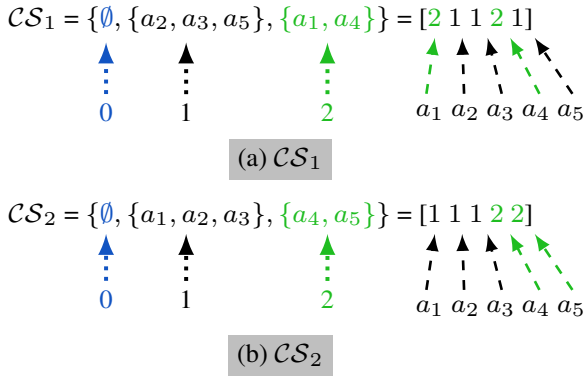 𝒞𝒮₁ = {∅, {a₂, a₃, a₅}, {a₁, a₄}} = [2 1 1 2 1]
0 1 2 a₁ a₂ a₃ a₄ a₅
(a) 𝒞𝒮₁
𝒞𝒮₂ = {∅, {a₁, a₂, a₃}, {a₄, a₅}} = [1 1 1 2 2]
0 1 2 a₁ a₂ a₃ a₄ a₅
(b) 𝒞𝒮₂